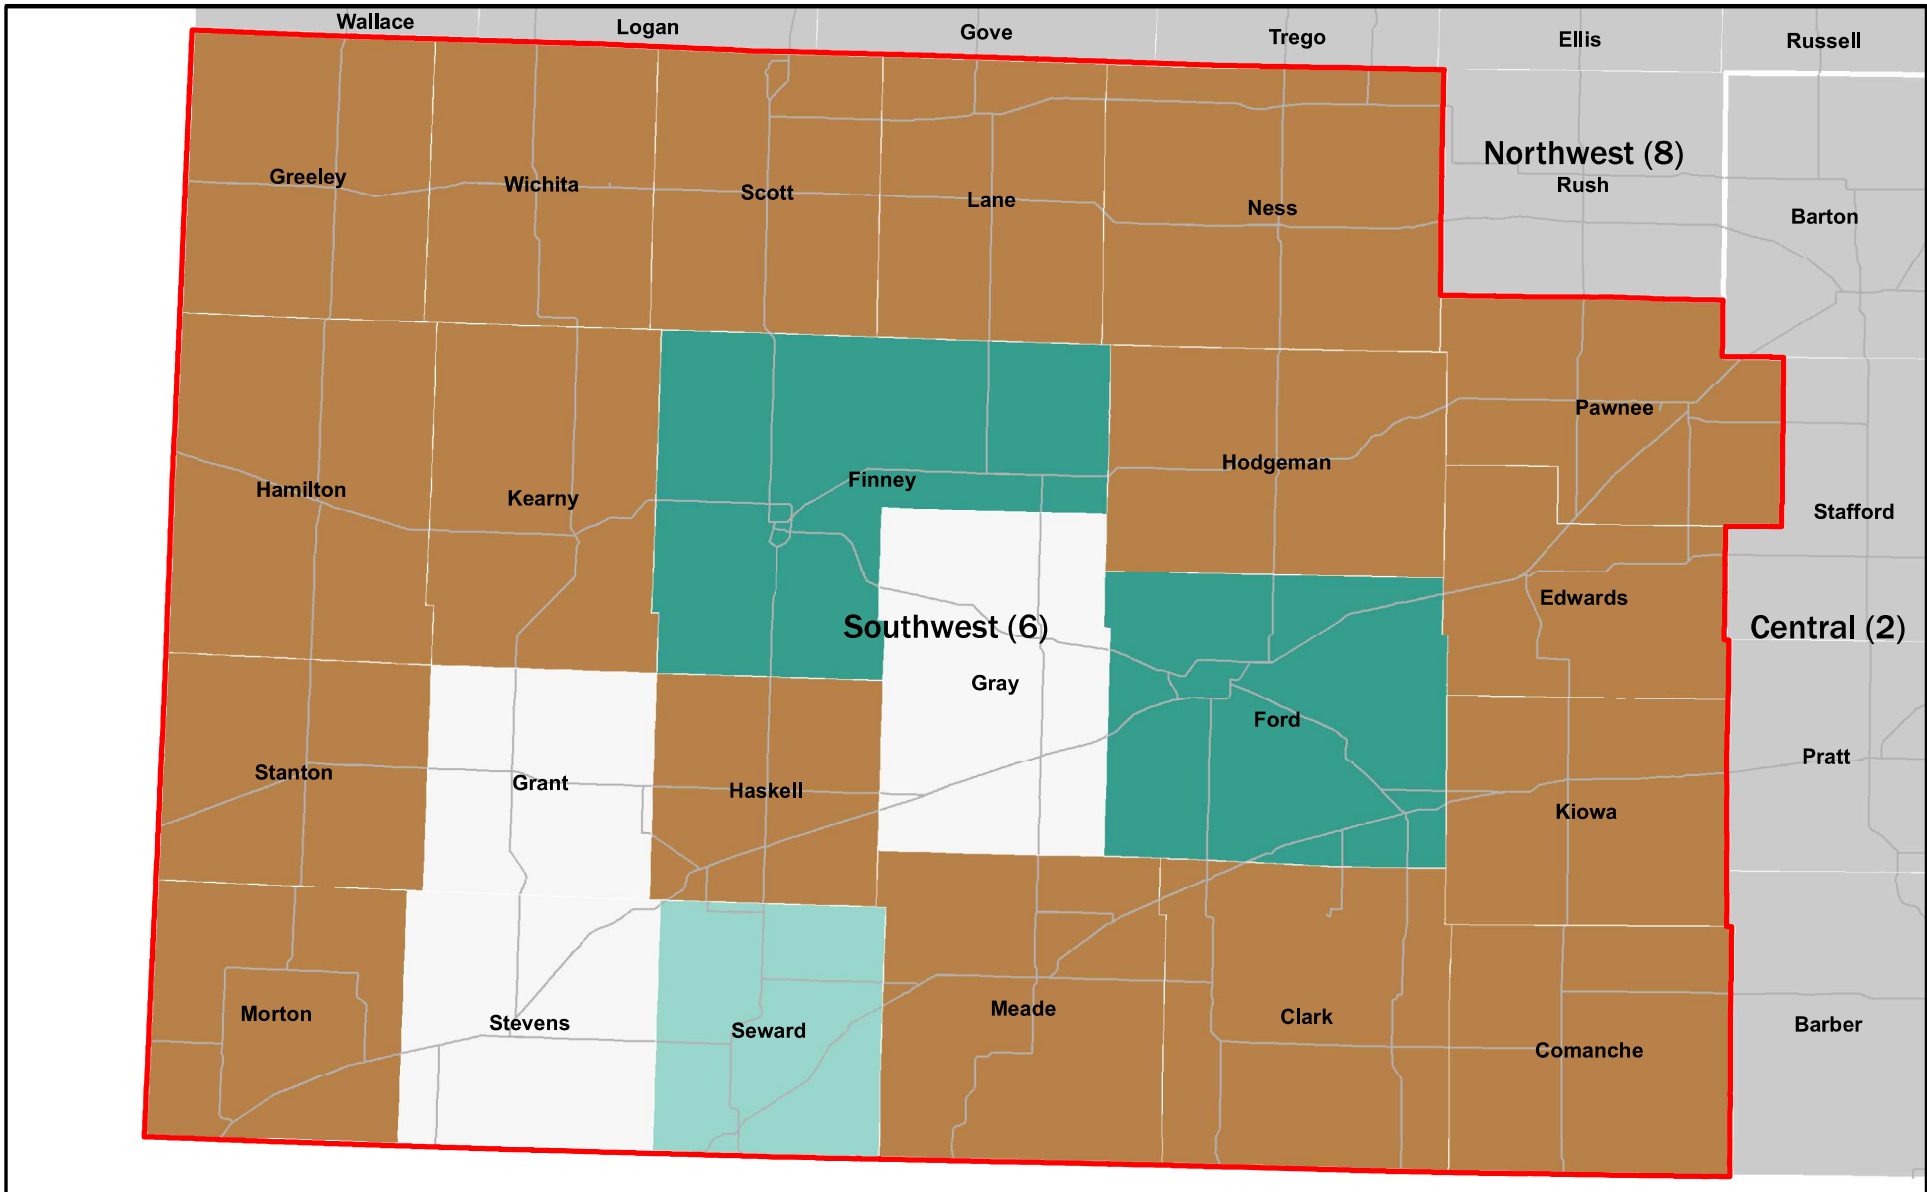 Wallace
Logan
Gove
Trego
Ellis
Russell
Northwest (8)
Greeley
Wichita
Scott
Lane
Ness
Rush
Barton
Pawnee
Hodgeman
Finney
Hamilton
Kearny
Stafford
Edwards
Southwest (6)
Central (2)
Gray
Ford
Pratt
Stanton
Grant
Haskell
Kiowa
Meade
Morton
Clark
Stevens
Barber
Seward
Comanche